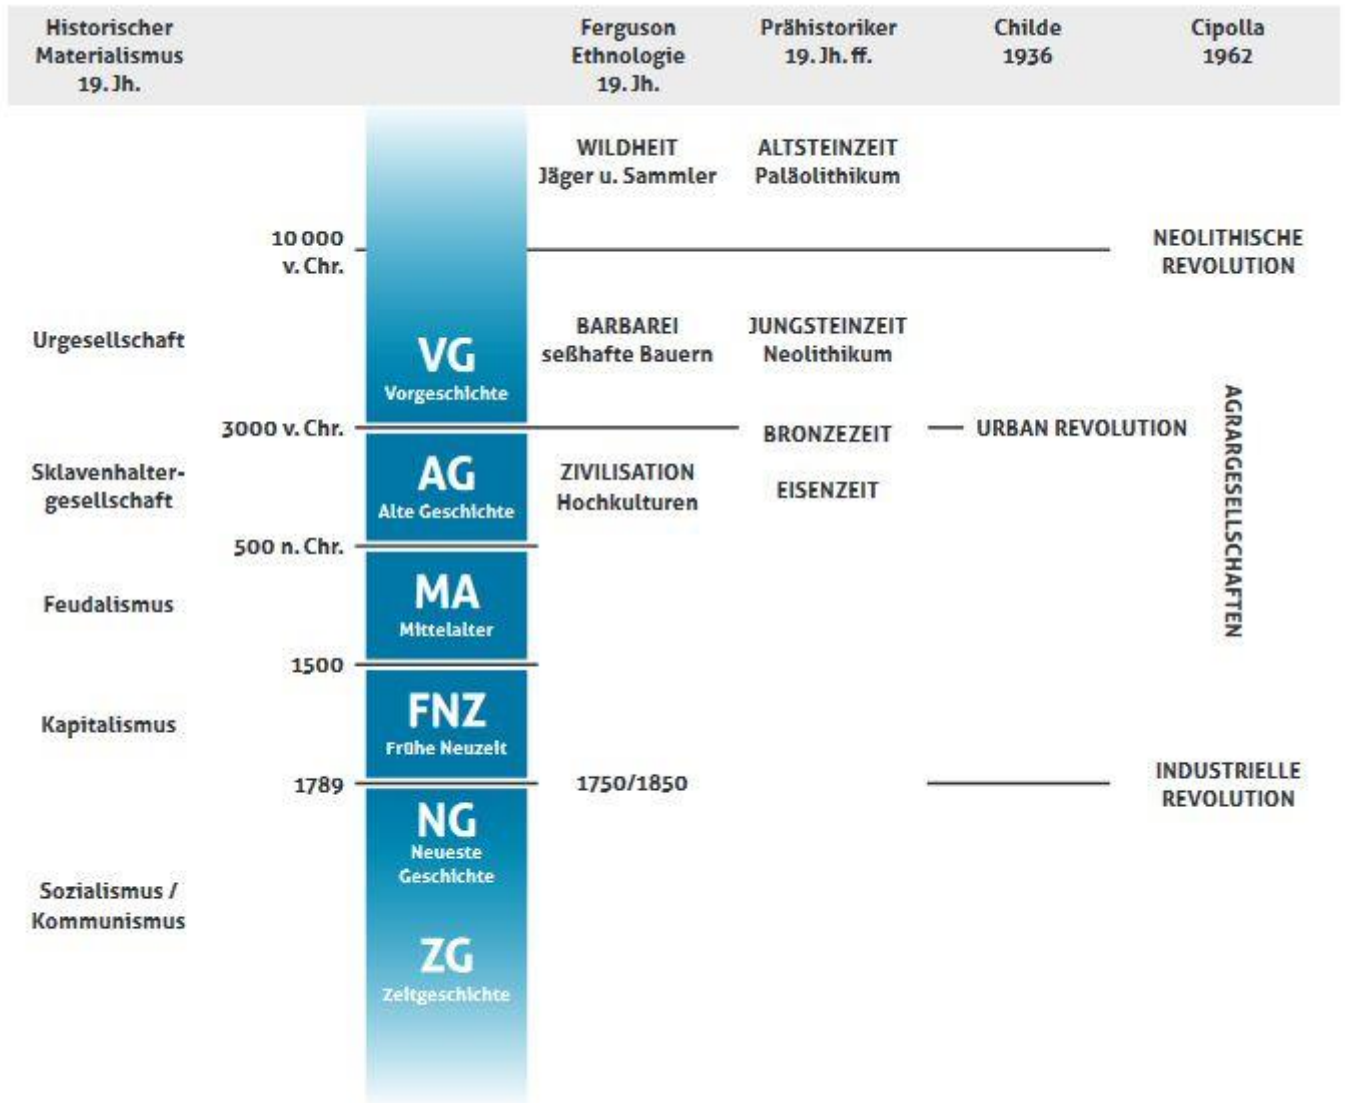 Historischer
Materialismus
19. Jh.
Ferguson
Ethnologie
19. Jh.
Prähistoriker
19. Jh. ff.
Childe
1936
Cipolla
1962
WILDHEIT
Jäger u. Sammler
ALTSTEINZEIT
Paläolithikum
10 000
v. Chr.
NEOLITHISCHE
REVOLUTION
Urgesellschaft
VG
Vorgeschichte
BARBAREI
seßhafte Bauern
JUNGSTEINZEIT
Neolithikum
3000 v. Chr.
BRONZEZEIT
URBAN REVOLUTION
AGRARGESELLSCHAFTEN
Sklavenhalter-
gesellschaft
AG
Alte Geschichte
ZIVILISATION
Hochkulturen
EISENZEIT
500 n. Chr.
Feudalismus
MA
Mittelalter
1500
Kapitalismus
FNZ
Frühe Neuzeit
1789
1750/1850
INDUSTRIELLE
REVOLUTION
NG
Neueste
Geschichte
Sozialismus /
Kommunismus
ZG
Zeitgeschichte